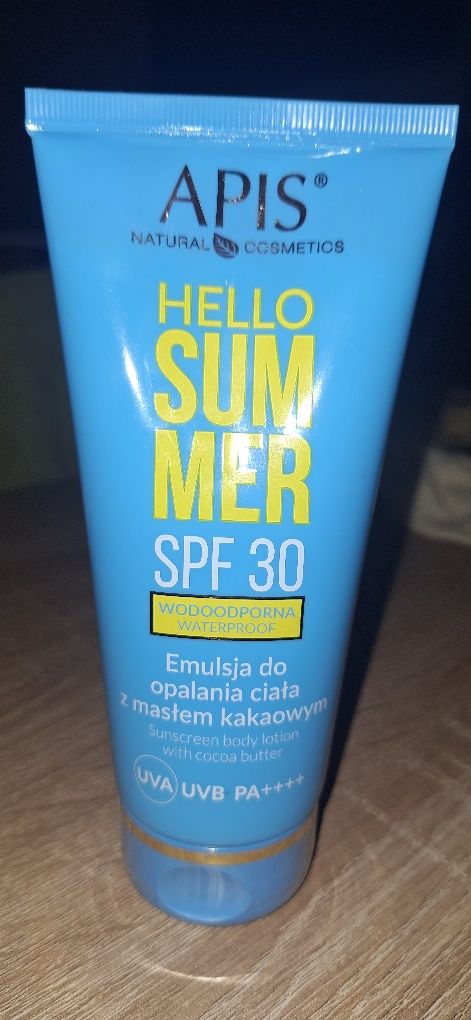 APIS®
NATURAL COSMETICS
HELLO
SUM
MER
SPF 30
WODOODPORNA
WATERPROOF
Emulsja do
opalania ciała
z masłem kakaowym
Sunscreen body lotion
with cocoa butter
UVA UVB PA++++